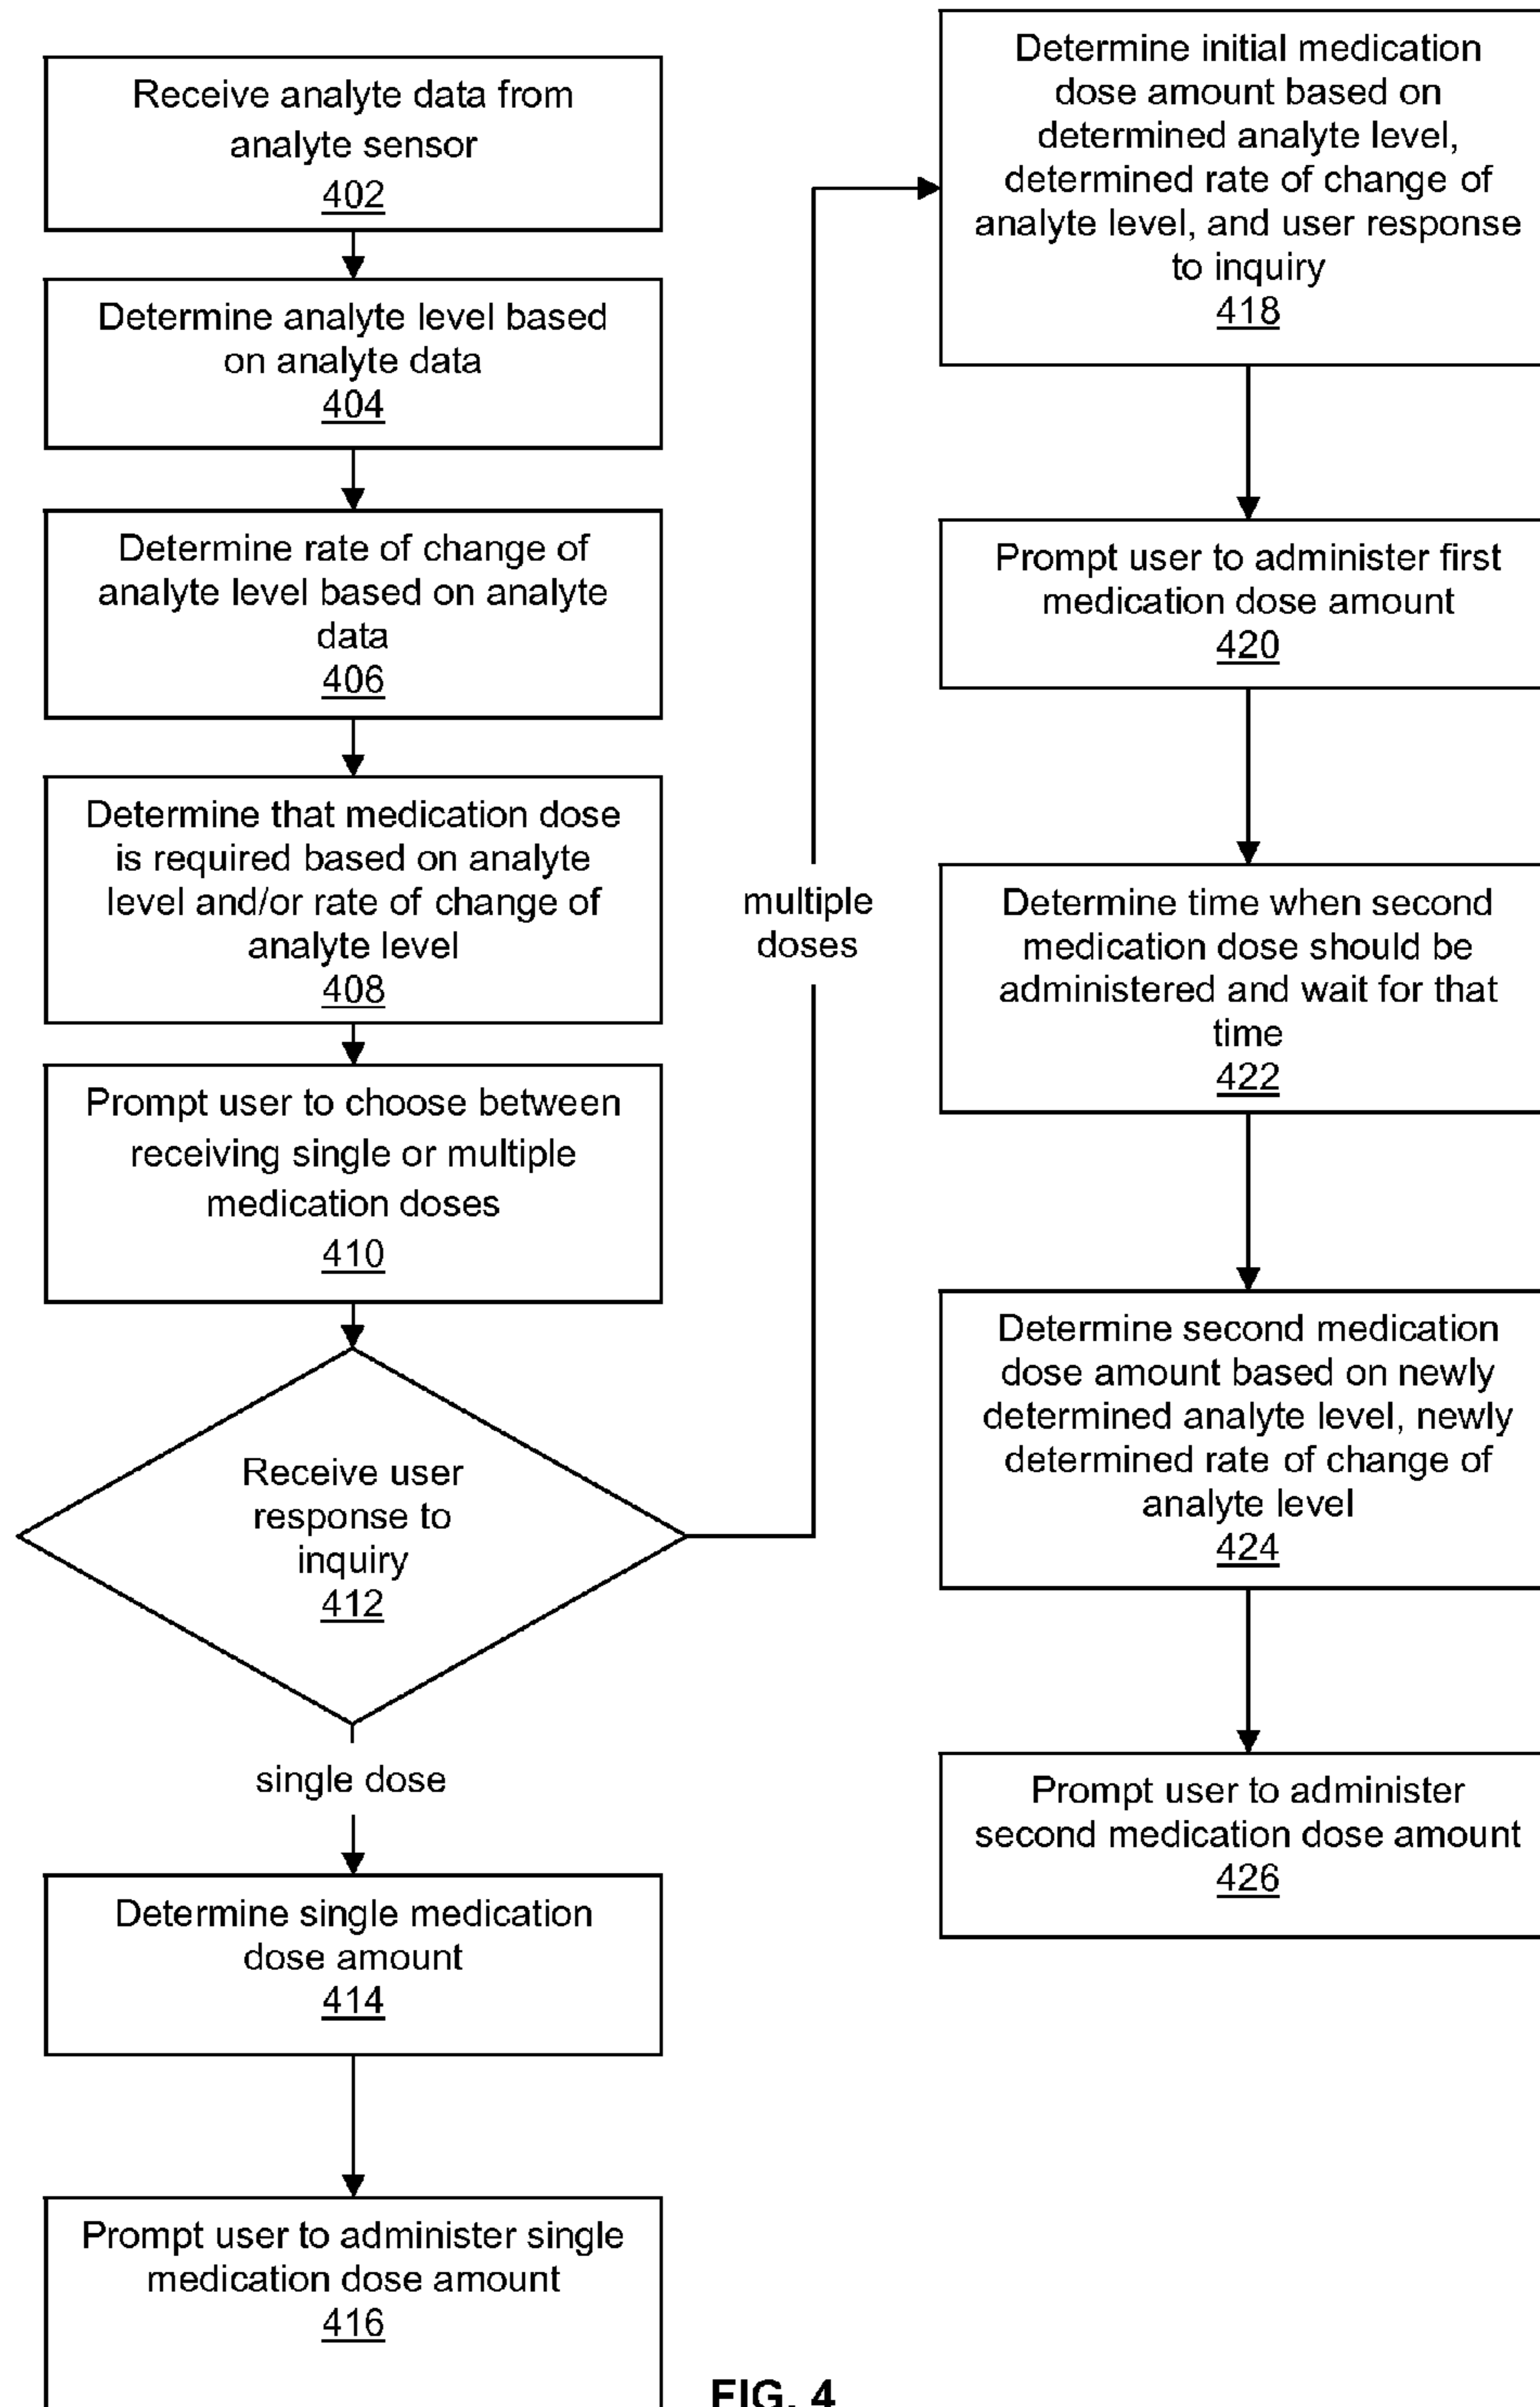 Receive analyte data from
analyte sensor
402
Determine analyte level based
on analyte data
404
Determine rate of change of
analyte level based on analyte
data
406
Determine that medication dose
is required based on analyte
level and/or rate of change of
analyte level
408
Prompt user to choose between
receiving single or multiple
medication doses
410
Receive user
response to
inquiry
412
single dose
Determine single medication
dose amount
414
Prompt user to administer single
medication dose amount
416
multiple
doses
Determine initial medication
dose amount based on
determined analyte level,
determined rate of change of
analyte level, and user response
to inquiry
418
Prompt user to administer first
medication dose amount
420
Determine time when second
medication dose should be
administered and wait for that
time
422
Determine second medication
dose amount based on newly
determined analyte level, newly
determined rate of change of
analyte level
424
Prompt user to administer
second medication dose amount
426
FIG. 4